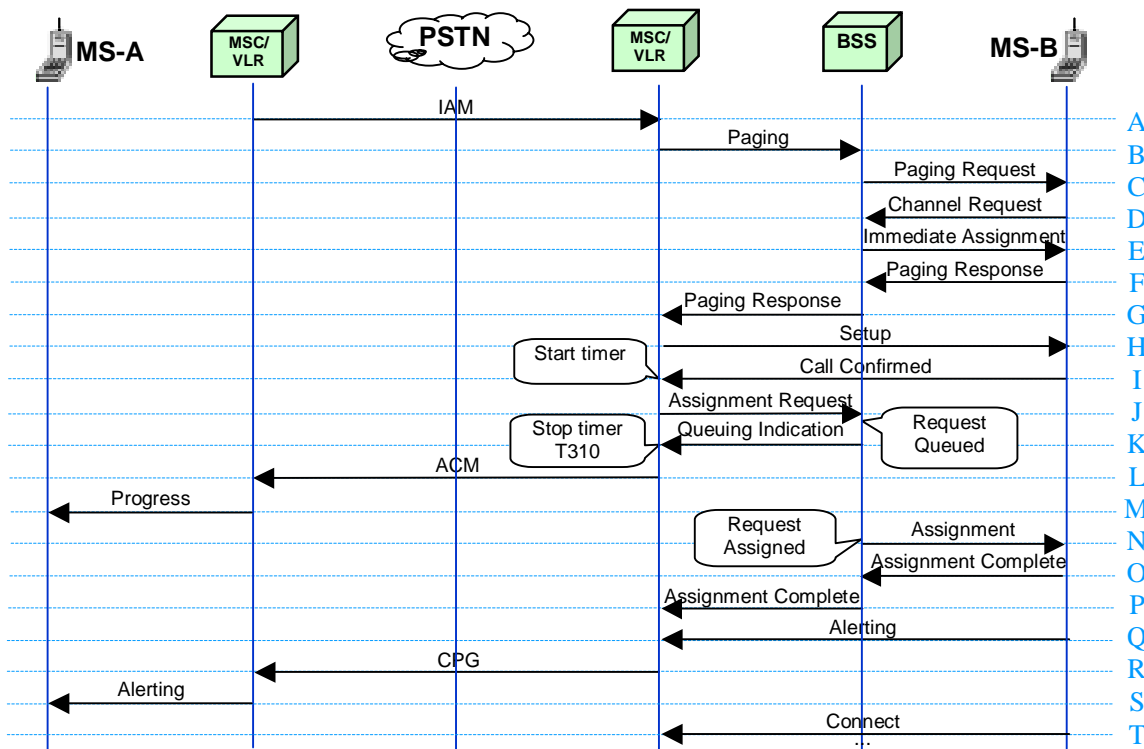 MS-A
MSC/
VLR
PSTN
MSC/
VLR
BSS
MS-B
IAM
A
Paging
B
Paging Request
C
Channel Request
D
Immediate Assignment
E
Paging Response
F
Paging Response
G
Setup
H
Start timer
Call Confirmed
I
Assignment Request
J
Request
Queued
Stop timer
T310
Queuing Indication
K
ACM
L
Progress
M
Request
Assigned
Assignment
N
Assignment Complete
O
Assignment Complete
P
Alerting
Q
CPG
R
Alerting
S
Connect
T
...